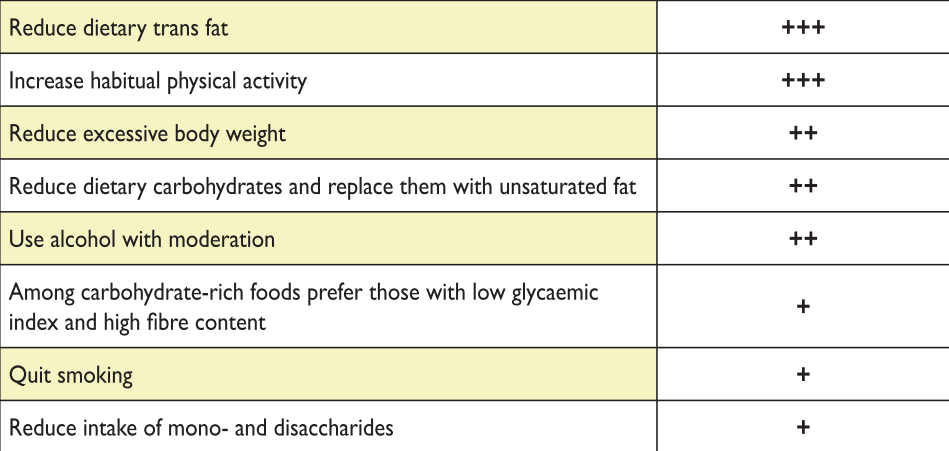 Reduce dietary trans fat +++
Increase habitual physical activity +++
Reduce excessive body weight ++
Reduce dietary carbohydrates and replace them with unsaturated fat ++
Use alcohol with moderation ++
Among carbohydrate-rich foods prefer those with low glycaemic
index and high fibre content +
Quit smoking +
Reduce intake of mono- and disaccharides +